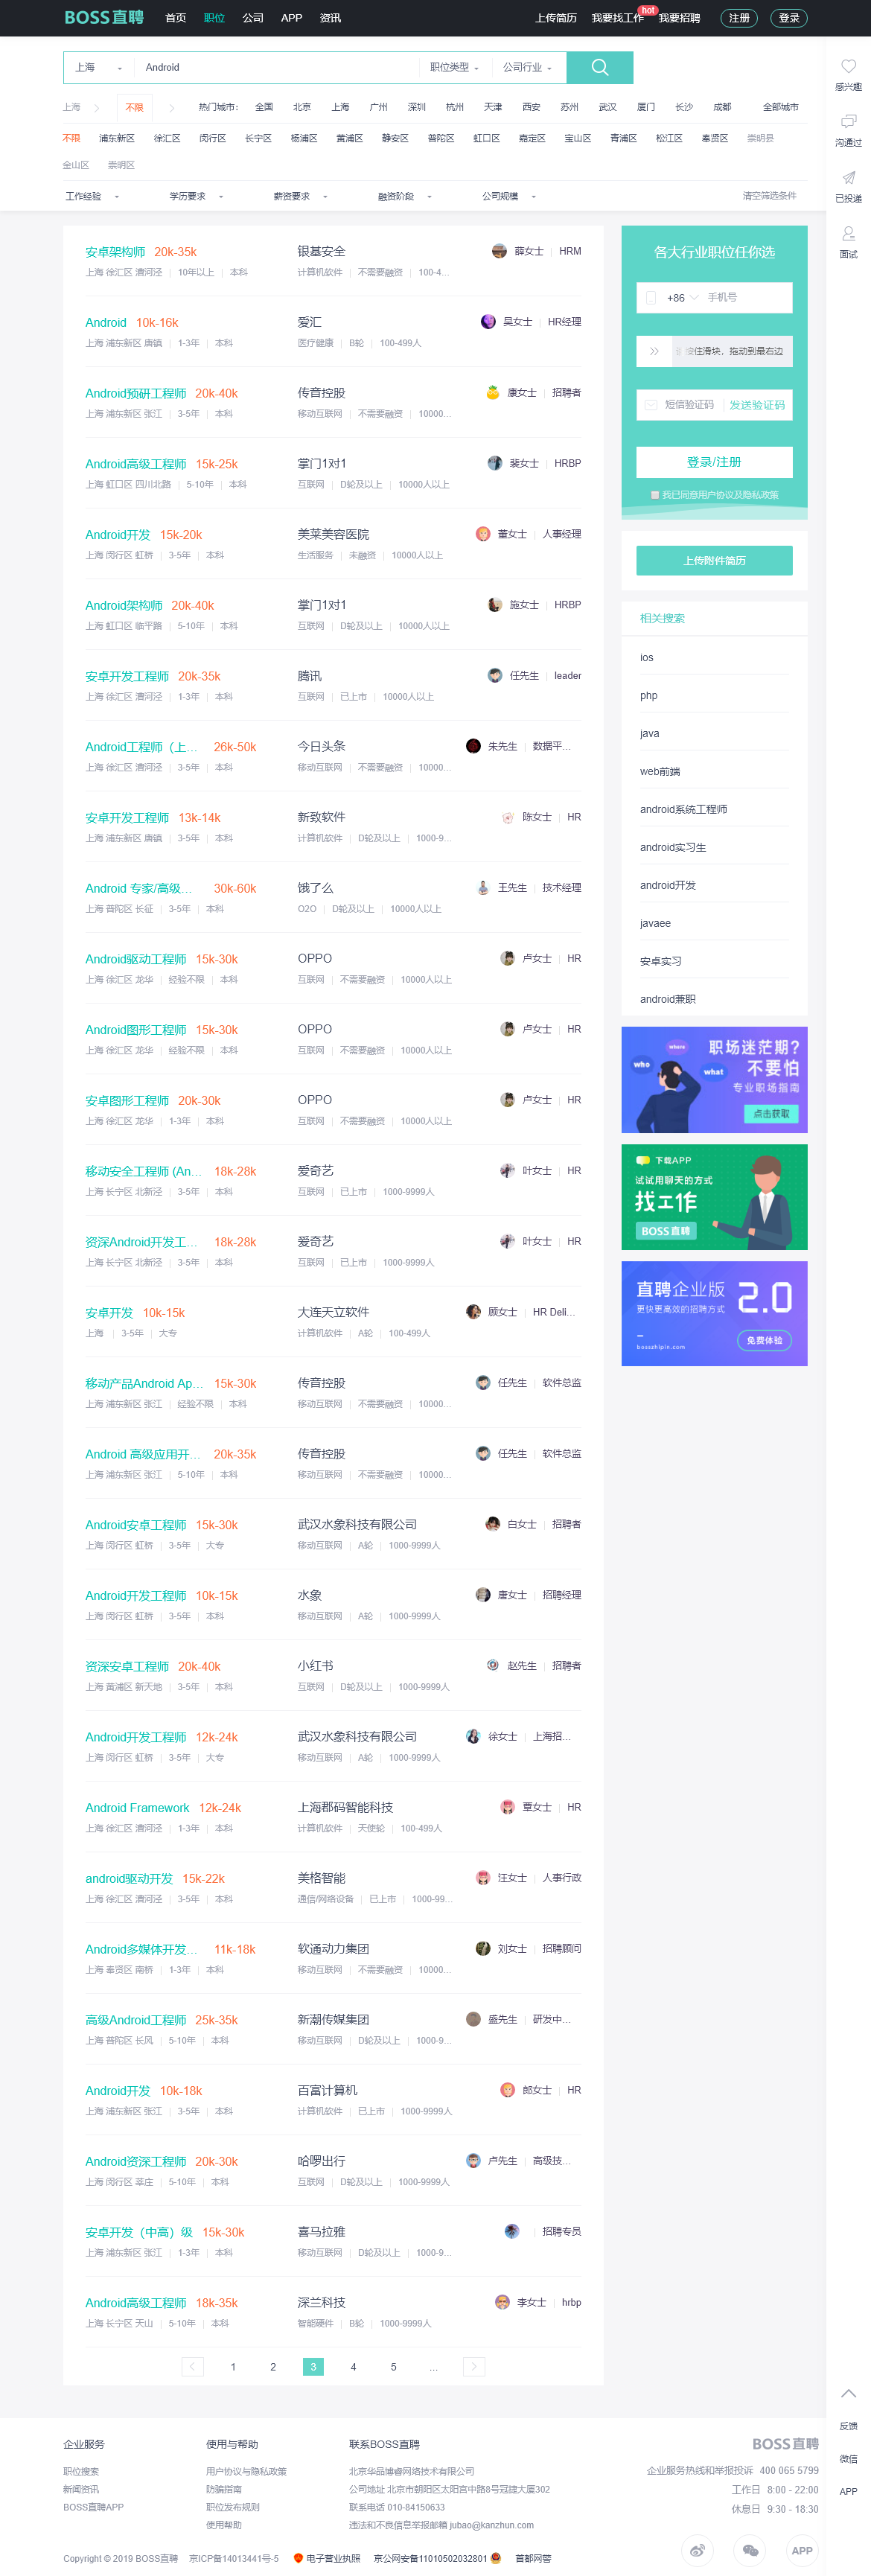 BOSS直聘 首页 职位 公司 APP 资讯 上传简历 我要找工作 hot 我要招聘 注册 登录
上海 Android 职位类型 公司行业
上海 不限 热门城市： 全国 北京 上海 广州 深圳 杭州 天津 西安 苏州 武汉 厦门 长沙 成都 全部城市
不限 浦东新区 徐汇区 闵行区 长宁区 杨浦区 黄浦区 静安区 普陀区 虹口区 嘉定区 宝山区 青浦区 松江区 奉贤区 崇明县
金山区 崇明区
工作经验 学历要求 薪资要求 融资阶段 公司规模 清空筛选条件
感兴趣
沟通过
已投递
面试
安卓架构师 20k-35k 银基安全 薛女士 HRM
上海 徐汇区 漕河泾 10年以上 本科 计算机软件 不需要融资 100-4...
Android 10k-16k 爱汇 吴女士 HR经理
上海 浦东新区 唐镇 1-3年 本科 医疗健康 B轮 100-499人
Android预研工程师 20k-40k 传音控股 康女士 招聘者
上海 浦东新区 张江 3-5年 本科 移动互联网 不需要融资 10000...
Android高级工程师 15k-25k 掌门1对1 裴女士 HRBP
上海 虹口区 四川北路 5-10年 本科 互联网 D轮及以上 10000人以上
Android开发 15k-20k 美莱美容医院 董女士 人事经理
上海 闵行区 虹桥 3-5年 本科 生活服务 未融资 10000人以上
Android架构师 20k-40k 掌门1对1 施女士 HRBP
上海 虹口区 临平路 5-10年 本科 互联网 D轮及以上 10000人以上
安卓开发工程师 20k-35k 腾讯 任先生 leader
上海 徐汇区 漕河泾 1-3年 本科 互联网 已上市 10000人以上
Android工程师（上... 26k-50k 今日头条 朱先生 数据平...
上海 徐汇区 漕河泾 3-5年 本科 移动互联网 不需要融资 10000...
安卓开发工程师 13k-14k 新致软件 陈女士 HR
上海 浦东新区 唐镇 3-5年 本科 计算机软件 D轮及以上 1000-9...
Android 专家/高级... 30k-60k 饿了么 王先生 技术经理
上海 普陀区 长征 3-5年 本科 O2O D轮及以上 10000人以上
Android驱动工程师 15k-30k OPPO 卢女士 HR
上海 徐汇区 龙华 经验不限 本科 互联网 不需要融资 10000人以上
Android图形工程师 15k-30k OPPO 卢女士 HR
上海 徐汇区 龙华 经验不限 本科 互联网 不需要融资 10000人以上
安卓图形工程师 20k-30k OPPO 卢女士 HR
上海 徐汇区 龙华 1-3年 本科 互联网 不需要融资 10000人以上
移动安全工程师 (An... 18k-28k 爱奇艺 叶女士 HR
上海 长宁区 北新泾 3-5年 本科 互联网 已上市 1000-9999人
资深Android开发工... 18k-28k 爱奇艺 叶女士 HR
上海 长宁区 北新泾 3-5年 本科 互联网 已上市 1000-9999人
安卓开发 10k-15k 大连天立软件 顾女士 HR Deli...
上海 3-5年 大专 计算机软件 A轮 100-499人
移动产品Android Ap... 15k-30k 传音控股 任先生 软件总监
上海 浦东新区 张江 经验不限 本科 移动互联网 不需要融资 10000...
Android 高级应用开... 20k-35k 传音控股 任先生 软件总监
上海 浦东新区 张江 5-10年 本科 移动互联网 不需要融资 10000...
Android安卓工程师 15k-30k 武汉水象科技有限公司 白女士 招聘者
上海 闵行区 虹桥 3-5年 大专 移动互联网 A轮 1000-9999人
Android开发工程师 10k-15k 水象 唐女士 招聘经理
上海 闵行区 虹桥 3-5年 本科 移动互联网 A轮 1000-9999人
资深安卓工程师 20k-40k 小红书 赵先生 招聘者
上海 黄浦区 新天地 3-5年 本科 互联网 D轮及以上 1000-9999人
Android开发工程师 12k-24k 武汉水象科技有限公司 徐女士 上海招...
上海 闵行区 虹桥 3-5年 大专 移动互联网 A轮 1000-9999人
Android Framework 12k-24k 上海郡码智能科技 覃女士 HR
上海 徐汇区 漕河泾 1-3年 本科 计算机软件 天使轮 100-499人
android驱动开发 15k-22k 美格智能 汪女士 人事行政
上海 徐汇区 漕河泾 3-5年 本科 通信/网络设备 已上市 1000-99...
Android多媒体开发... 11k-18k 软通动力集团 刘女士 招聘顾问
上海 奉贤区 南桥 1-3年 本科 移动互联网 不需要融资 10000...
高级Android工程师 25k-35k 新潮传媒集团 盛先生 研发中...
上海 普陀区 长风 5-10年 本科 移动互联网 D轮及以上 1000-9...
Android开发 10k-18k 百富计算机 郎女士 HR
上海 浦东新区 张江 3-5年 本科 计算机软件 已上市 1000-9999人
Android资深工程师 20k-30k 哈啰出行 卢先生 高级技...
上海 闵行区 莘庄 5-10年 本科 互联网 D轮及以上 1000-9999人
安卓开发（中高）级 15k-30k 喜马拉雅 招聘专员
上海 浦东新区 张江 1-3年 本科 移动互联网 D轮及以上 1000-9...
Android高级工程师 18k-35k 深兰科技 李女士 hrbp
上海 长宁区 天山 5-10年 本科 智能硬件 B轮 1000-9999人
1 2 3 4 5 ...
各大行业职位任你选
+86 手机号
按住滑块，拖动到最右边
短信验证码 发送验证码
登录/注册
我已同意用户协议及隐私政策
上传附件简历
相关搜索
ios
php
java
web前端
android系统工程师
android实习生
android开发
javaee
安卓实习
android兼职
who where what 职场迷茫期?
不要怕
专业职场指南
点击获取
下载APP
试试用聊天的方式
找工作
BOSS直聘
直聘企业版 2.0
更快更高效的招聘方式
bosszhipin.com 免费体验
反馈
微信
APP
企业服务 使用与帮助 联系BOSS直聘 BOSS直聘
职位搜索 用户协议与隐私政策 北京华品博睿网络技术有限公司 企业服务热线和举报投诉 400 065 5799
新闻资讯 防骗指南 公司地址 北京市朝阳区太阳宫中路8号冠捷大厦302 工作日 8:00 - 22:00
BOSS直聘APP 职位发布规则 联系电话 010-84150633 休息日 9:30 - 18:30
使用帮助 违法和不良信息举报邮箱 jubao@kanzhun.com
Copyright © 2019 BOSS直聘 京ICP备14013441号-5 电子营业执照 京公网安备11010502032801 首都网警 APP